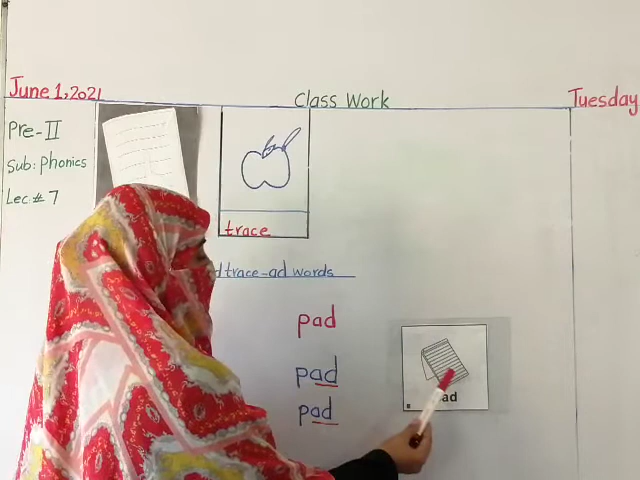 June 1,2021 Class Work Tuesday
Pre-II
Sub: Phonics
Lec:# 7
trace
trace-ad words
pad
pad
pad
ad